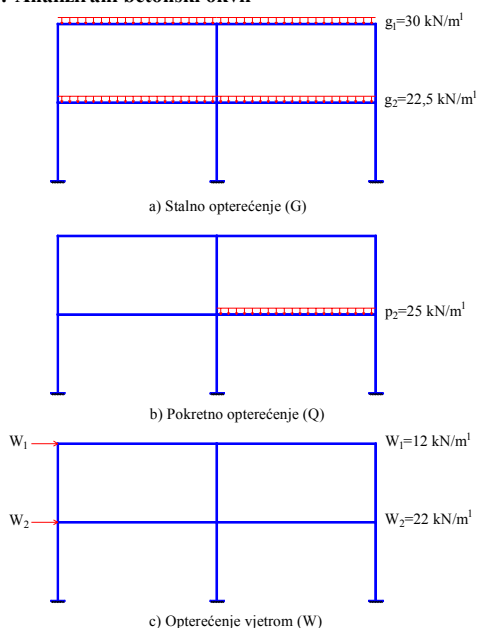 Analizirani betonski okvir
g₁=30 kN/m¹
g₂=22,5 kN/m¹
a) Stalno opterećenje (G)
p₂=25 kN/m¹
b) Pokretno opterećenje (Q)
W₁ W₁=12 kN/m¹
W₂ W₂=22 kN/m¹
c) Opterećenje vjetrom (W)